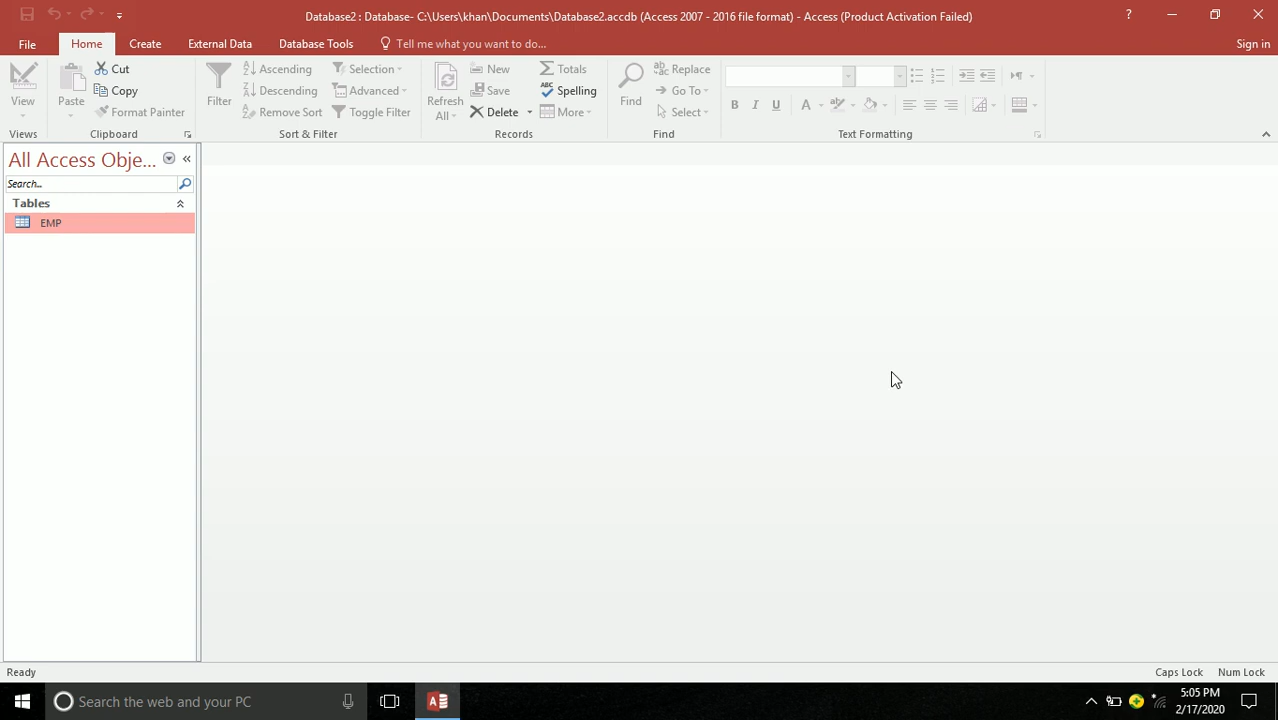 Database2 : Database- C:\Users\khan\Documents\Database2.accdb (Access 2007 - 2016 file format) - Access (Product Activation Failed)
?
File Home Create External Data Database Tools Tell me what you want to do... Sign in
View
Views
Paste
Cut
Copy
Format Painter
Clipboard
Filter
Ascending
Descending
Remove Sort
Selection
Advanced
Toggle Filter
Sort & Filter
Refresh
All
New
Save
Delete
Totals
Spelling
More
Records
Find
Replace
Go To
Select
Find
B I U A
Text Formatting
All Access Obje...
Search...
Tables
EMP
Ready
Caps Lock Num Lock
Search the web and your PC
5:05 PM
2/17/2020